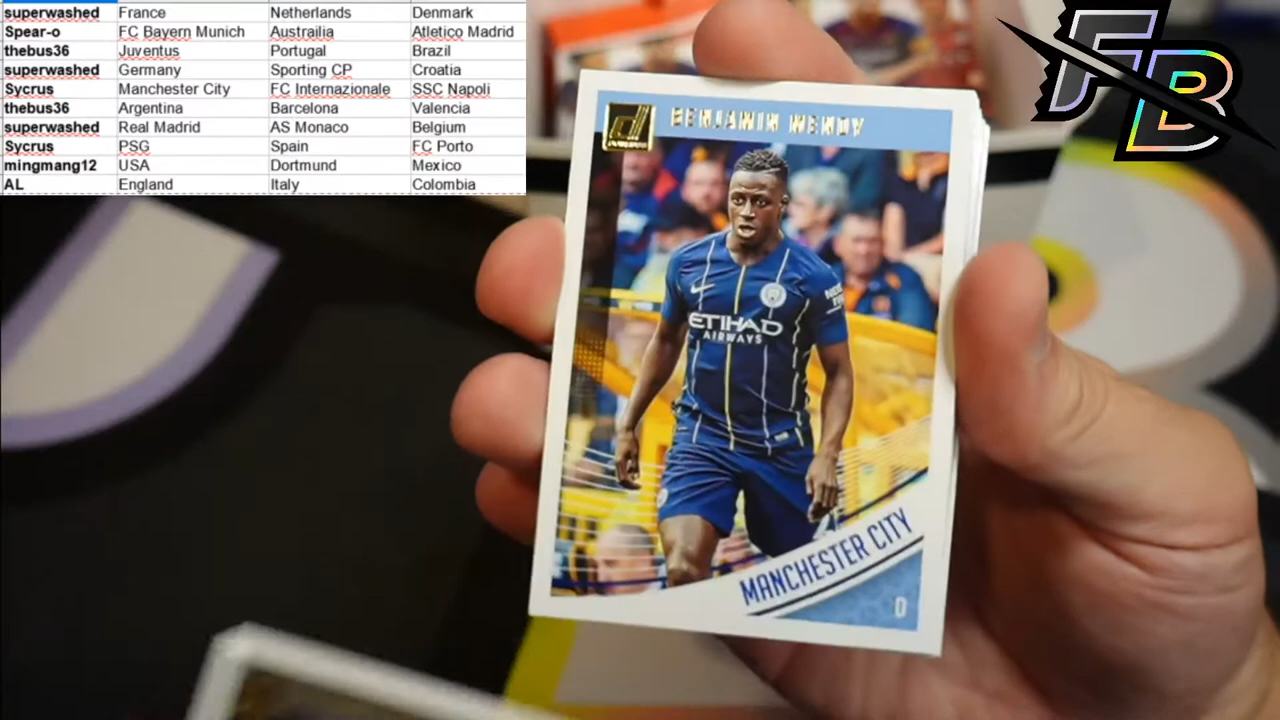 superwashed France Netherlands Denmark
Spear-o FC Bayern Munich Austrailia Atletico Madrid
thebus36 Juventus Portugal Brazil
superwashed Germany Sporting CP Croatia
Sycrus Manchester City FC Internazionale SSC Napoli
thebus36 Argentina Barcelona Valencia
superwashed Real Madrid AS Monaco Belgium
Sycrus PSG Spain FC Porto
mingmang12 USA Dortmund Mexico
AL England Italy Colombia
FB
BENJAMIN MENDY
DONRUSS
ETIHAD
AIRWAYS
MANCHESTER CITY
D